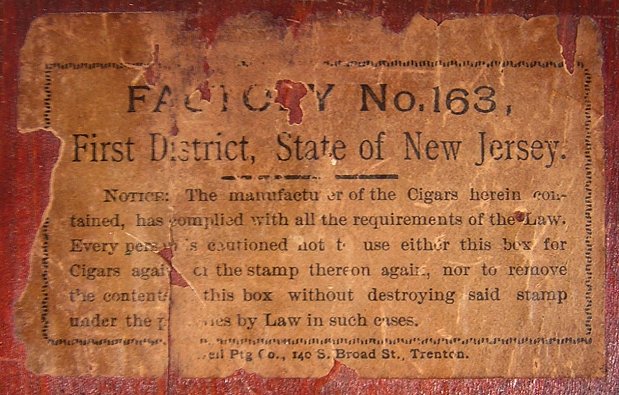 FACTORY No. 163,
First District, State of New Jersey.
NOTICE: The manufacturer of the Cigars herein con-
tained, has complied with all the requirements of the Law.
Every person is cautioned not to use either this box for
Cigars again, or the stamp thereon again, nor to remove
the contents this box without destroying said stamp
under the by Law in such cases.
Ptg Co., 140 S. Broad St., Trenton.